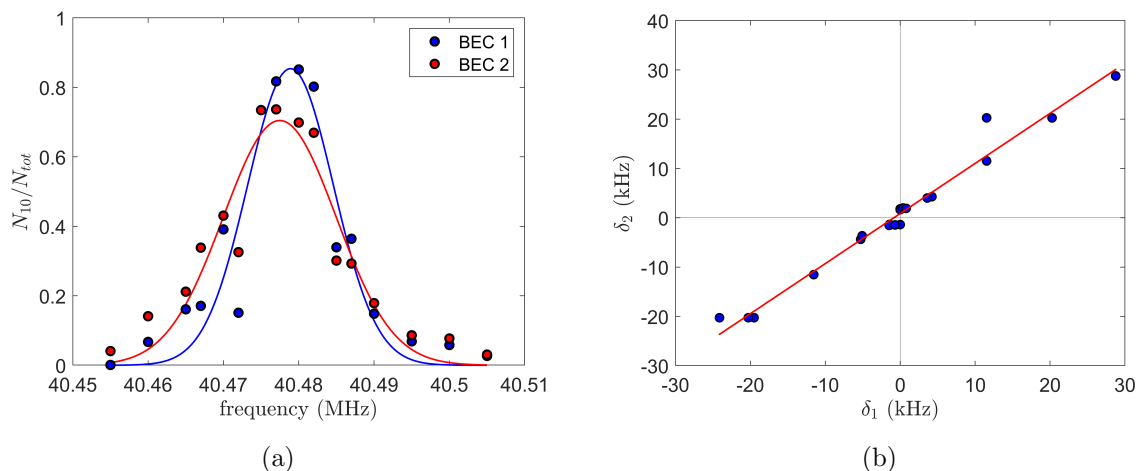 1
0.8
0.6
0.4
0.2
0
N10/Ntot
40.45 40.46 40.47 40.48 40.49 40.5 40.51
frequency (MHz)
BEC 1
BEC 2
(a)
40
30
20
10
0
-10
-20
-30
δ2 (kHz)
-30 -20 -10 0 10 20 30
δ1 (kHz)
(b)